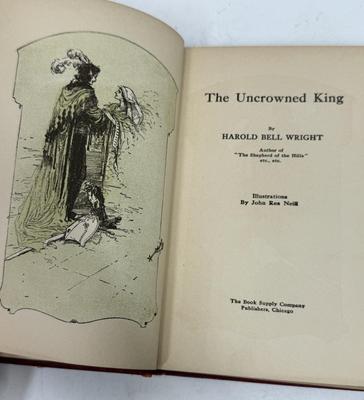 The Uncrowned King
By
HAROLD BELL WRIGHT
Author of
"The Shepherd of the Hills"
etc., etc.
Illustrations
By John Rea Neill
The Book Supply Company
Publishers, Chicago